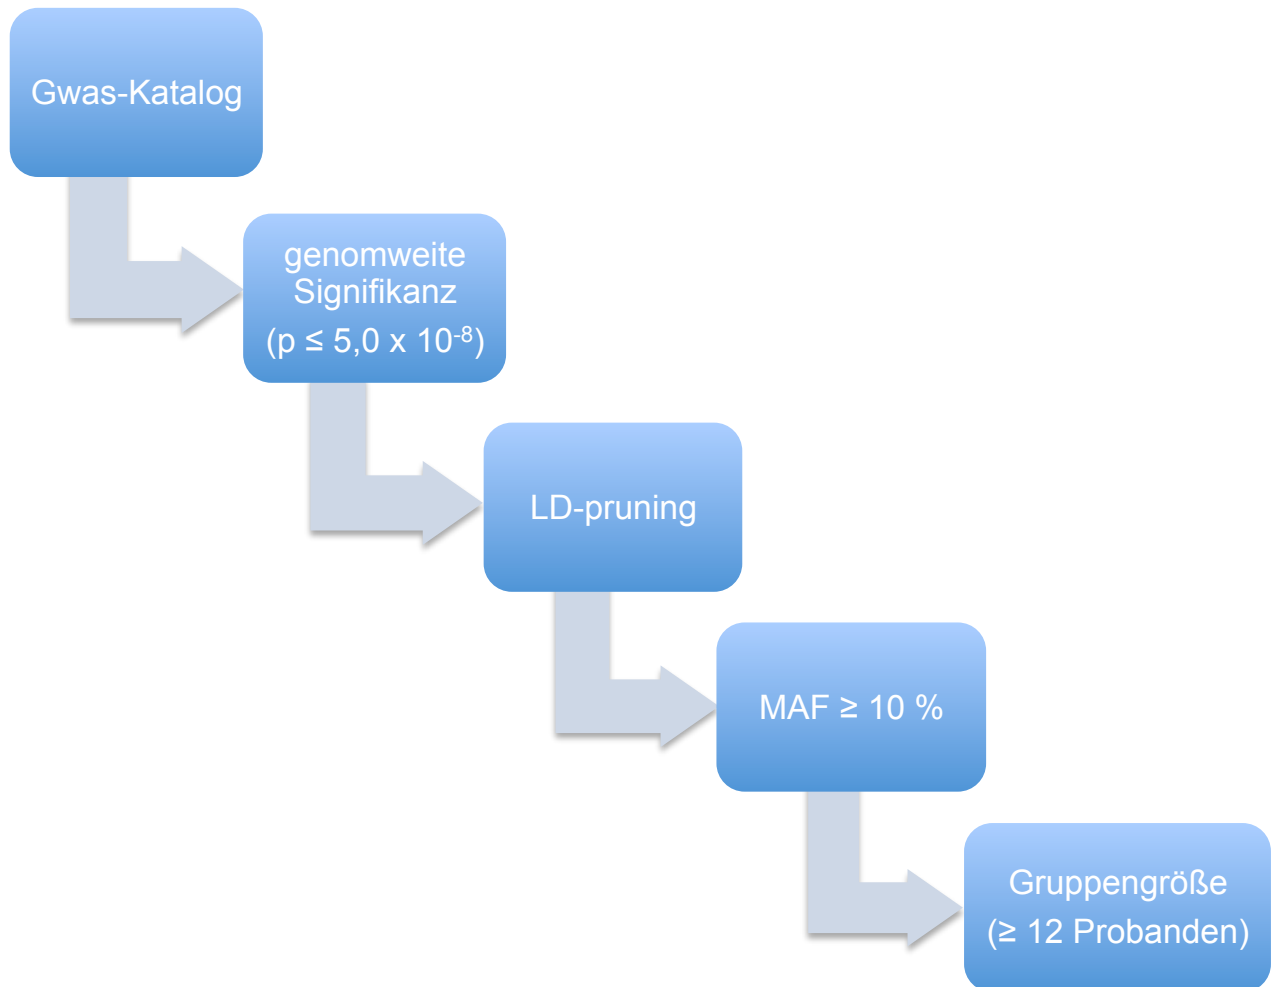 Gwas-Katalog
genomweite
Signifikanz
(p ≤ 5,0 x 10⁻⁸)
LD-pruning
MAF ≥ 10 %
Gruppengröße
(≥ 12 Probanden)